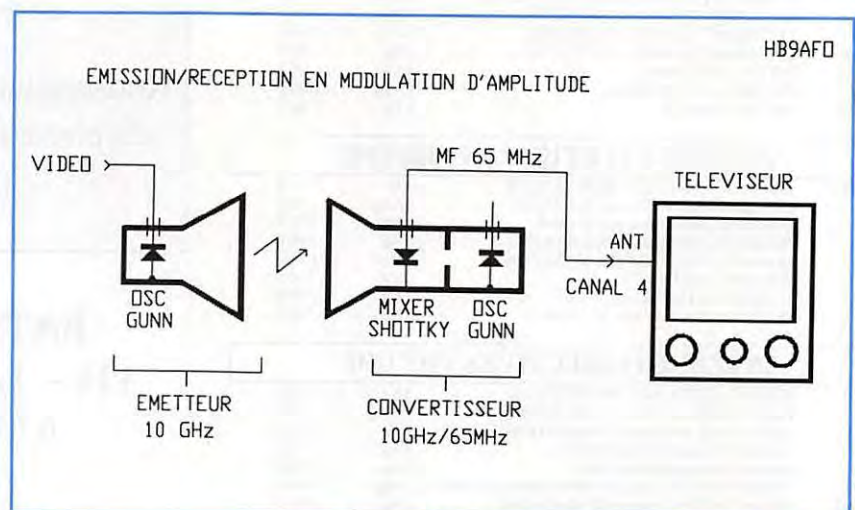 HB9AFO
EMISSION/RECEPTION EN MODULATION D'AMPLITUDE
VIDEO
MF 65 MHz
TELEVISEUR
ANT
CANAL 4
OSC
GUNN
MIXER
SHOTTKY
OSC
GUNN
EMETTEUR
10 GHz
CONVERTISSEUR
10GHz/65MHz